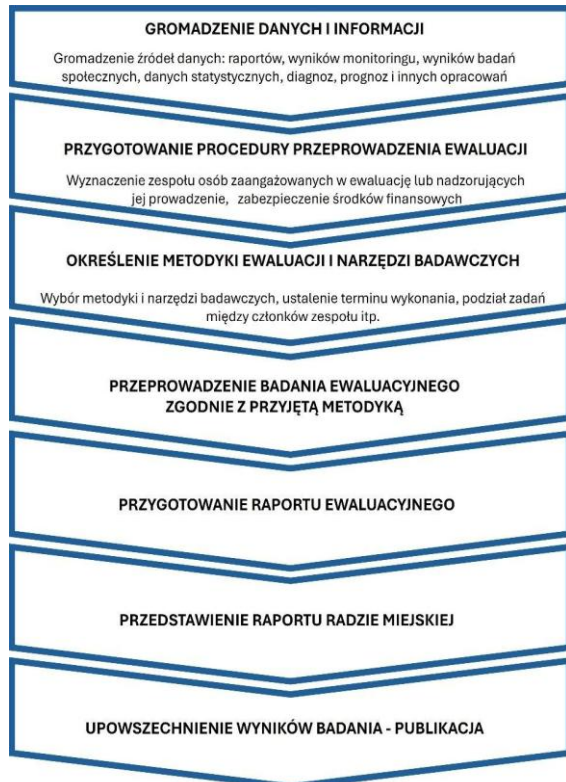 GROMADZENIE DANYCH I INFORMACJI
Gromadzenie źródeł danych: raportów, wyników monitoringu, wyników badań
społecznych, danych statystycznych, diagnoz, prognoz i innych opracowań
PRZYGOTOWANIE PROCEDURY PRZEPROWADZENIA EWALUACJI
Wyznaczenie zespołu osób zaangażowanych w ewaluację lub nadzorujących
jej prowadzenie, zabezpieczenie środków finansowych
OKREŚLENIE METODYKI EWALUACJI I NARZĘDZI BADAWCZYCH
Wybór metodyki i narzędzi badawczych, ustalenie terminu wykonania, podział zadań
między członków zespołu itp.
PRZEPROWADZENIE BADANIA EWALUACYJNEGO
ZGODNIE Z PRZYJĘTĄ METODYKĄ
PRZYGOTOWANIE RAPORTU EWALUACYJNEGO
PRZEDSTAWIENIE RAPORTU RADZIE MIEJSKIEJ
UPOWSZECHNIENIE WYNIKÓW BADANIA - PUBLIKACJA